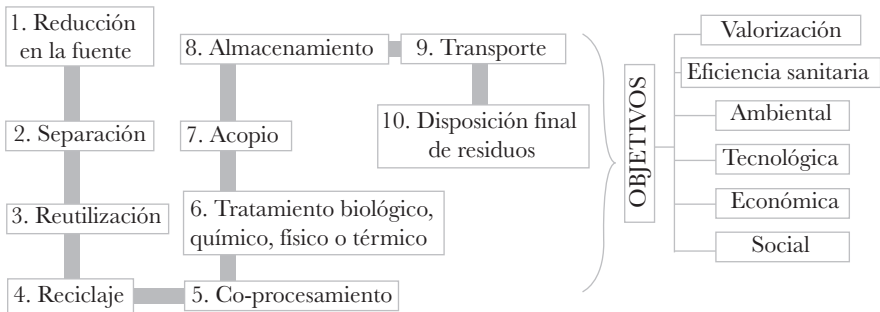 1. Reducción
en la fuente
2. Separación
3. Reutilización
4. Reciclaje
5. Co-procesamiento
6. Tratamiento biológico,
químico, físico o térmico
7. Acopio
8. Almacenamiento
9. Transporte
10. Disposición final
de residuos
OBJETIVOS
Valorización
Eficiencia sanitaria
Ambiental
Tecnológica
Económica
Social